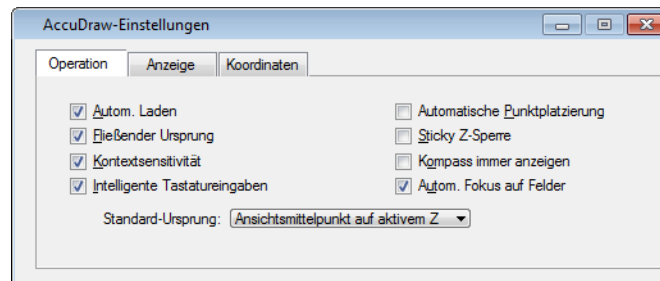 AccuDraw-Einstellungen
Operation Anzeige Koordinaten
Autom. Laden Automatische Punktplatzierung
Fließender Ursprung Sticky Z-Sperre
Kontextsensitivität Kompass immer anzeigen
Intelligente Tastatureingaben Autom. Fokus auf Felder
Standard-Ursprung: Ansichtsmittelpunkt auf aktivem Z